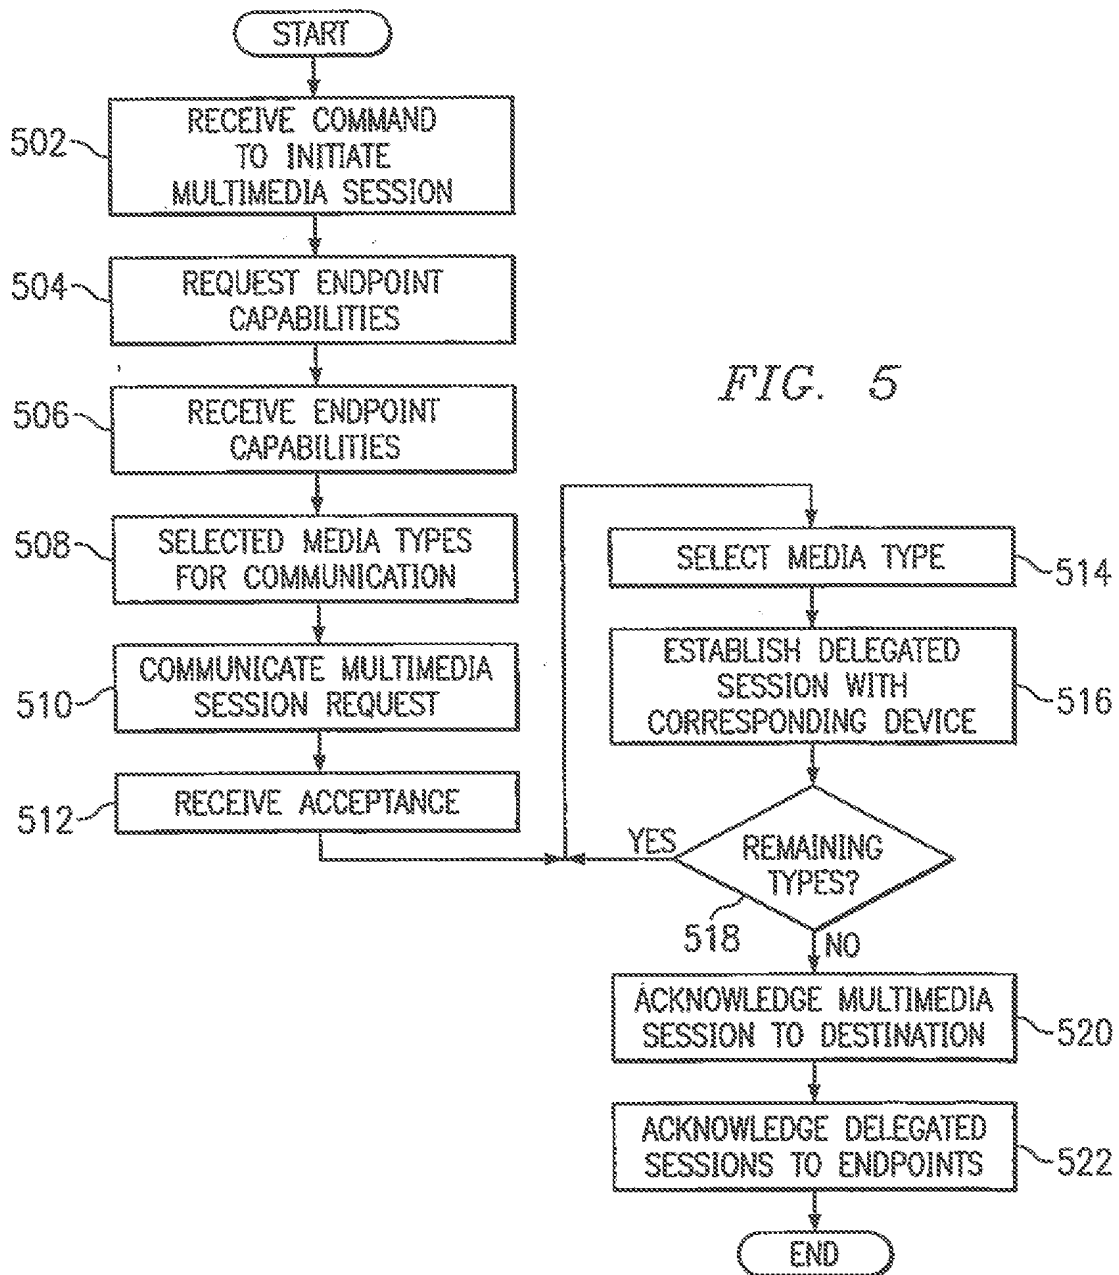 START
502
RECEIVE COMMAND
TO INITIATE
MULTIMEDIA SESSION
504
REQUEST ENDPOINT
CAPABILITIES
506
RECEIVE ENDPOINT
CAPABILITIES
508
SELECTED MEDIA TYPES
FOR COMMUNICATION
510
COMMUNICATE MULTIMEDIA
SESSION REQUEST
512
RECEIVE ACCEPTANCE
FIG. 5
SELECT MEDIA TYPE
514
ESTABLISH DELEGATED
SESSION WITH
CORRESPONDING DEVICE
516
YES
REMAINING
TYPES?
518
NO
ACKNOWLEDGE MULTIMEDIA
SESSION TO DESTINATION
520
ACKNOWLEDGE DELEGATED
SESSIONS TO ENDPOINTS
522
END